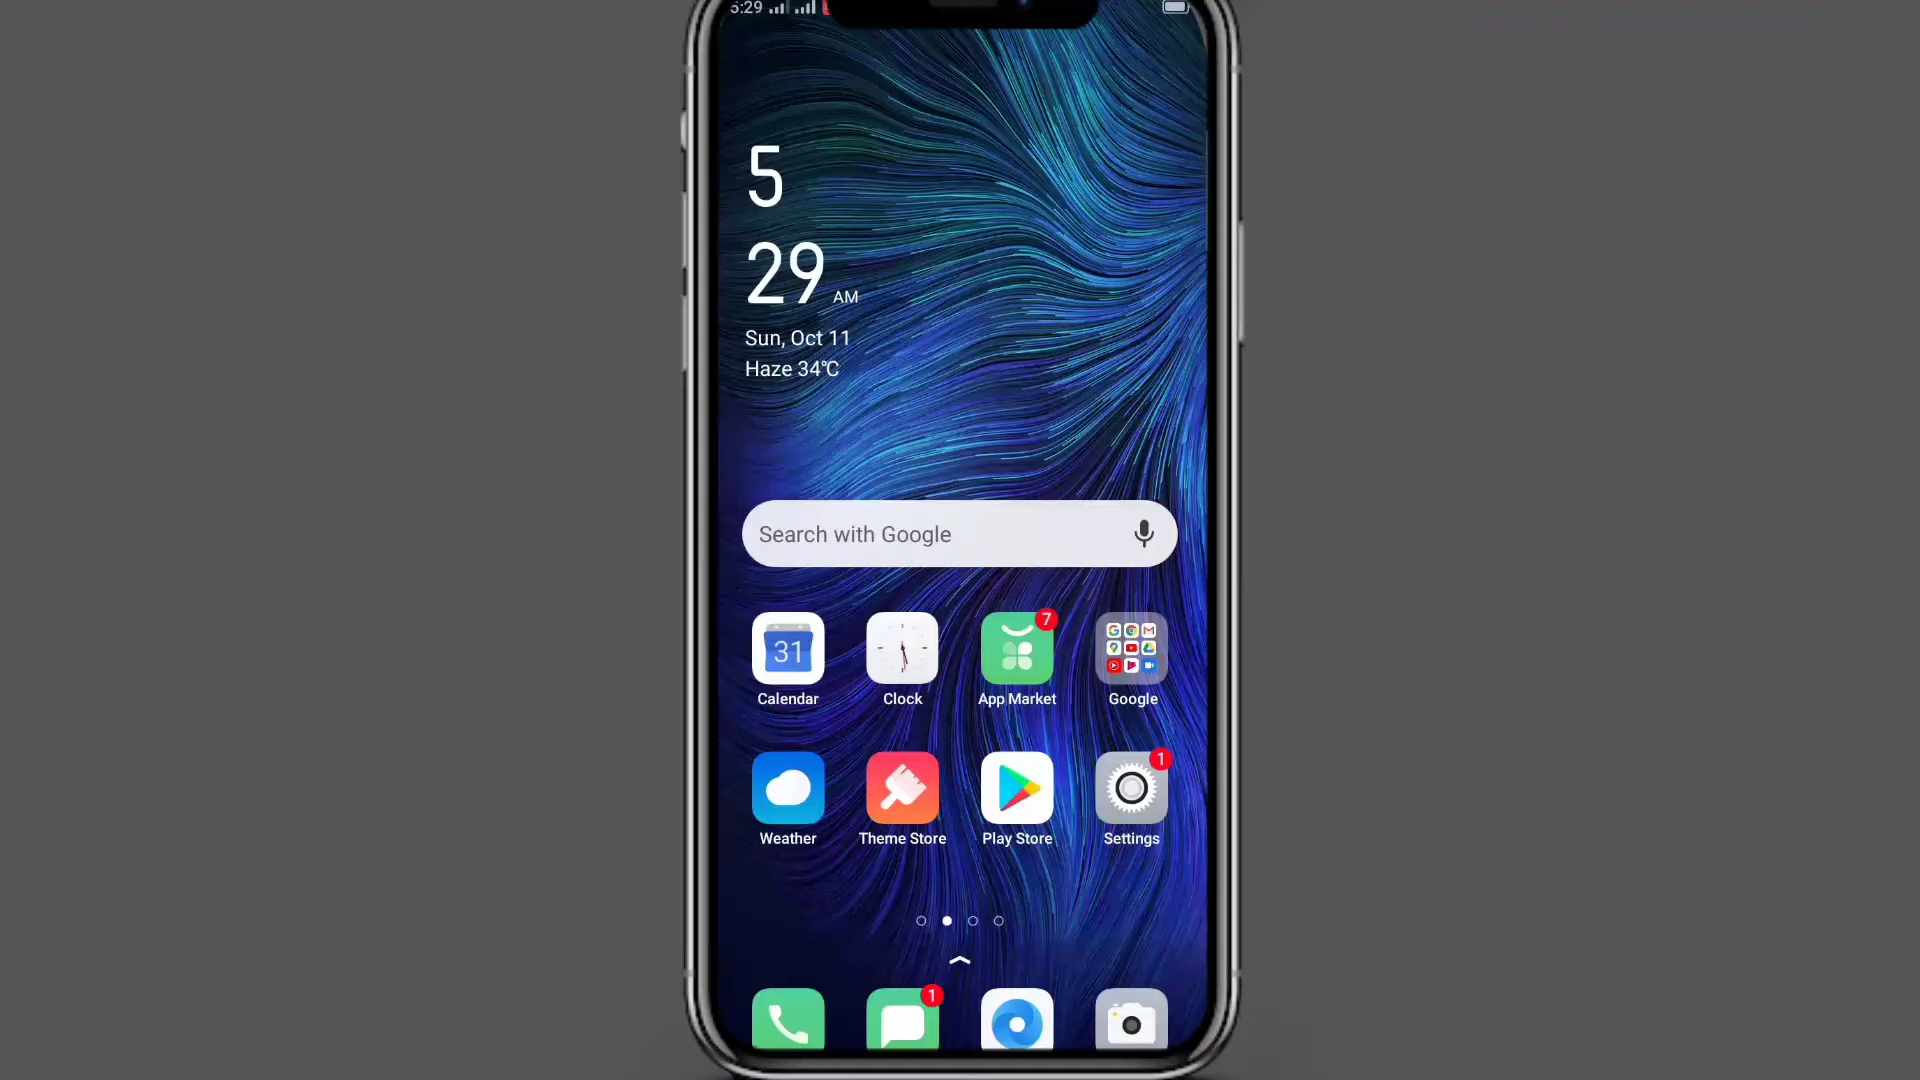 5:29
5
29 AM
Sun, Oct 11
Haze 34℃
Search with Google
7
31
Calendar Clock App Market Google
1
Weather Theme Store Play Store Settings
1